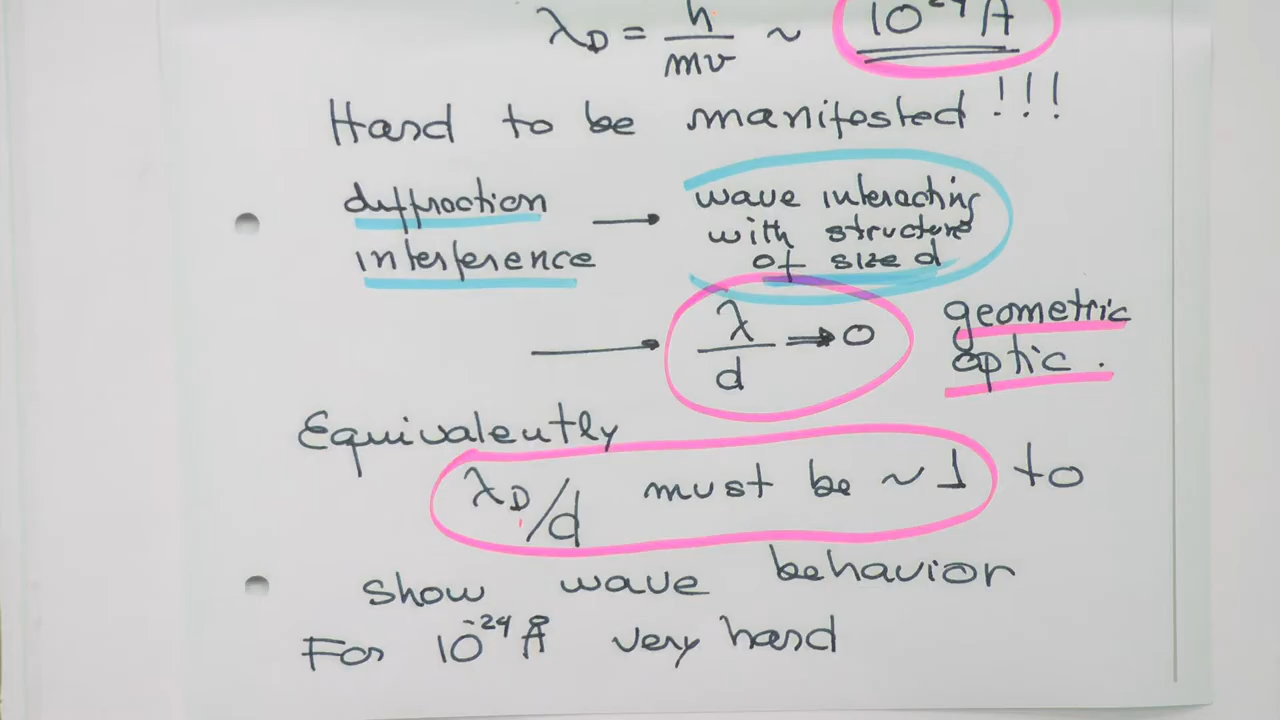 λD = h/mv ~ 10⁻²⁴ Å
Hard to be manifested !!!
diffraction → wave interacting
interference with structure
of size d
→ λ/d ⇒ 0 geometric
optic.
Equivalently
λD/d must be ~ 1 to
show wave behavior
For 10⁻²⁴ Å very hard